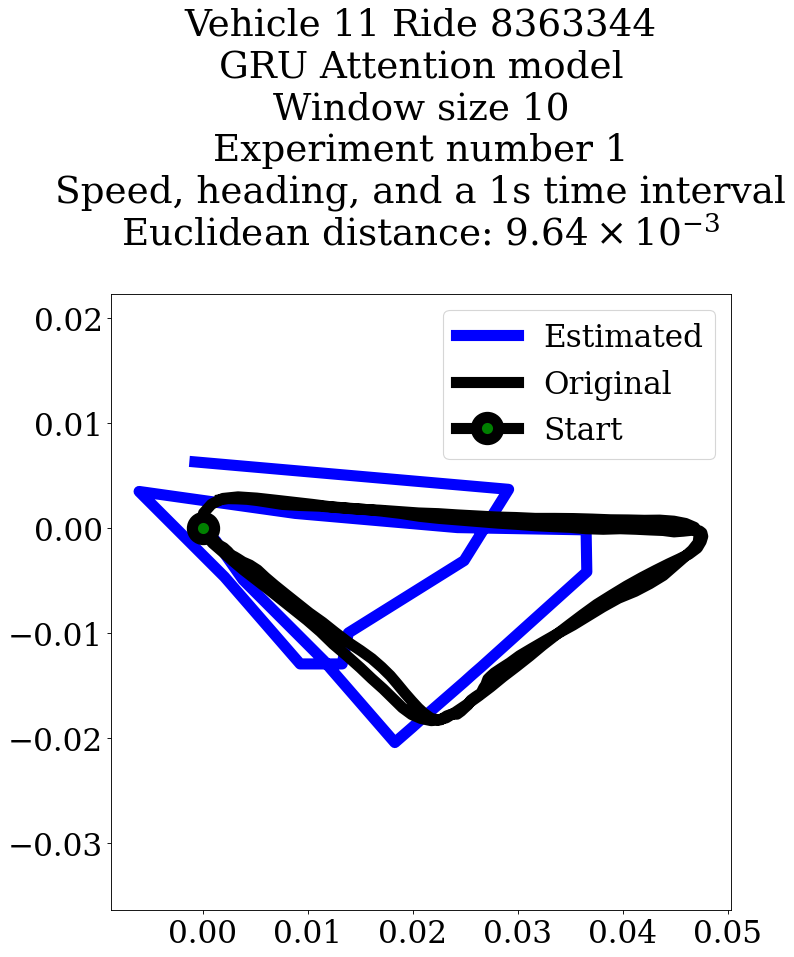 Vehicle 11 Ride 8363344
GRU Attention model
Window size 10
Experiment number 1
Speed, heading, and a 1s time interval
Euclidean distance: 9.64 × 10⁻³
Estimated
Original
Start
0.02
0.01
0.00
−0.01
−0.02
−0.03
0.00 0.01 0.02 0.03 0.04 0.05